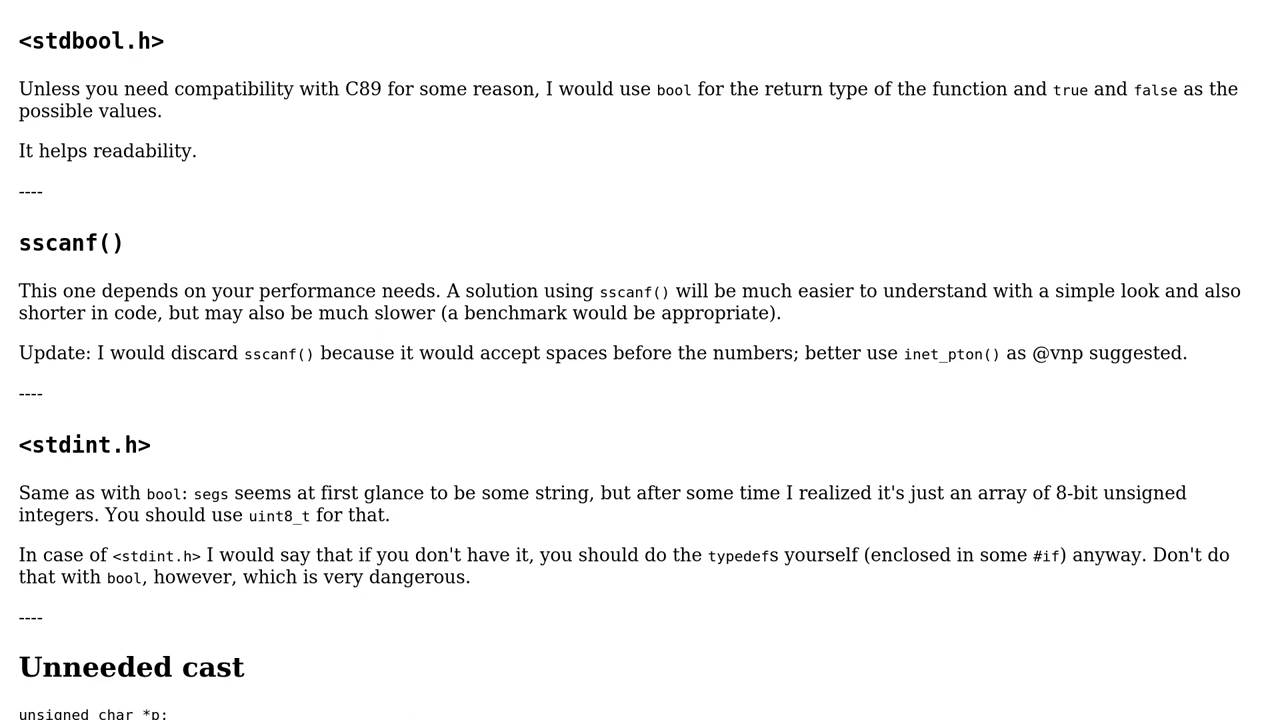 <stdbool.h>
Unless you need compatibility with C89 for some reason, I would use bool for the return type of the function and true and false as the
possible values.
It helps readability.
----
sscanf()
This one depends on your performance needs. A solution using sscanf() will be much easier to understand with a simple look and also
shorter in code, but may also be much slower (a benchmark would be appropriate).
Update: I would discard sscanf() because it would accept spaces before the numbers; better use inet_pton() as @vnp suggested.
----
<stdint.h>
Same as with bool: segs seems at first glance to be some string, but after some time I realized it's just an array of 8-bit unsigned
integers. You should use uint8_t for that.
In case of <stdint.h> I would say that if you don't have it, you should do the typedefs yourself (enclosed in some #if) anyway. Don't do
that with bool, however, which is very dangerous.
----
Unneeded cast
unsigned char *p;